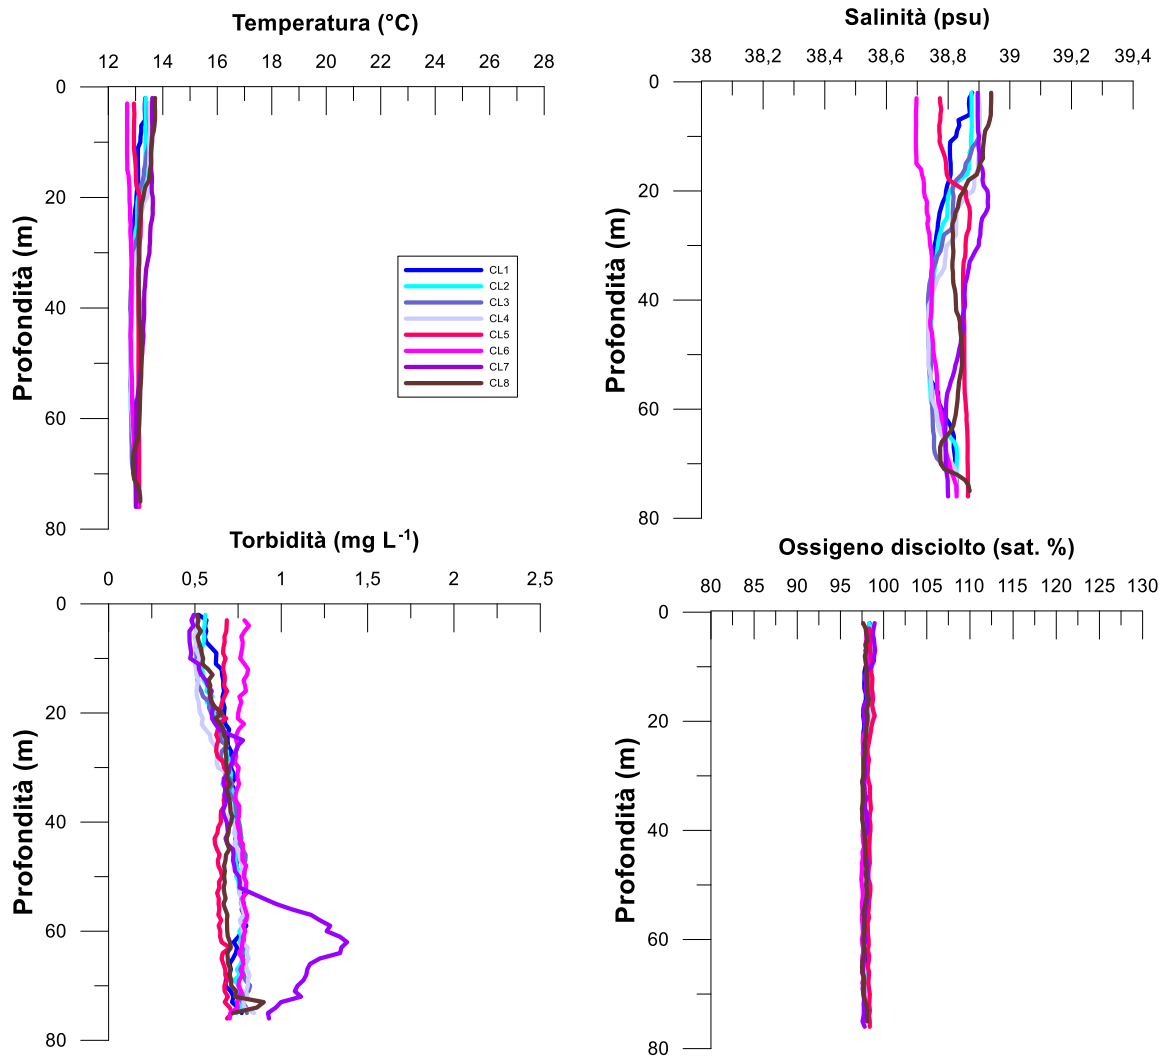 Temperatura (°C)
12 14 16 18 20 22 24 26 28
0
20
40
60
80
Profondità (m)
CL1
CL2
CL3
CL4
CL5
CL6
CL7
CL8
Salinità (psu)
38 38,2 38,4 38,6 38,8 39 39,2 39,4
0
20
40
60
80
Profondità (m)
Torbidità (mg L⁻¹)
0 0,5 1 1,5 2 2,5
0
20
40
60
80
Profondità (m)
Ossigeno disciolto (sat. %)
80 85 90 95 100 105 110 115 120 125 130
0
20
40
60
80
Profondità (m)